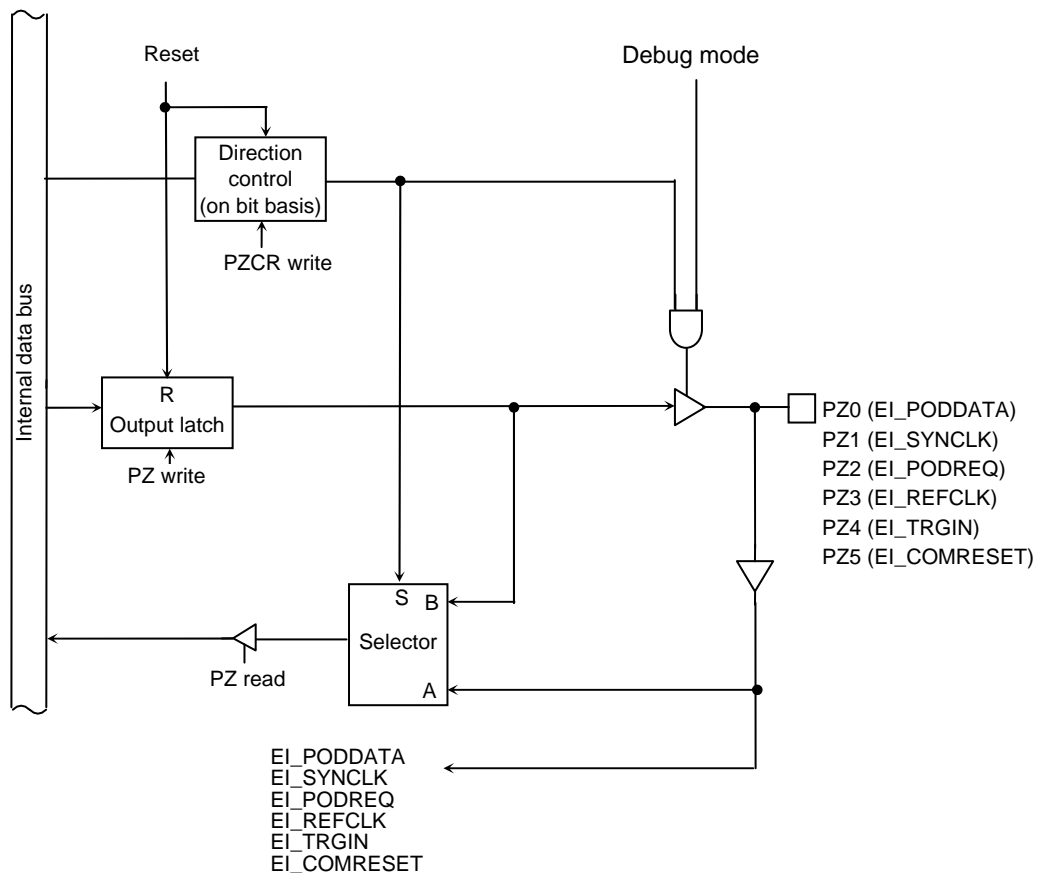 Reset
Debug mode
Direction
control
(on bit basis)
PZCR write
Internal data bus
R
Output latch
PZ write
PZ0 (EI_PODDATA)
PZ1 (EI_SYNCLK)
PZ2 (EI_PODREQ)
PZ3 (EI_REFCLK)
PZ4 (EI_TRGIN)
PZ5 (EI_COMRESET)
S
B
Selector
A
PZ read
EI_PODDATA
EI_SYNCLK
EI_PODREQ
EI_REFCLK
EI_TRGIN
EI_COMRESET